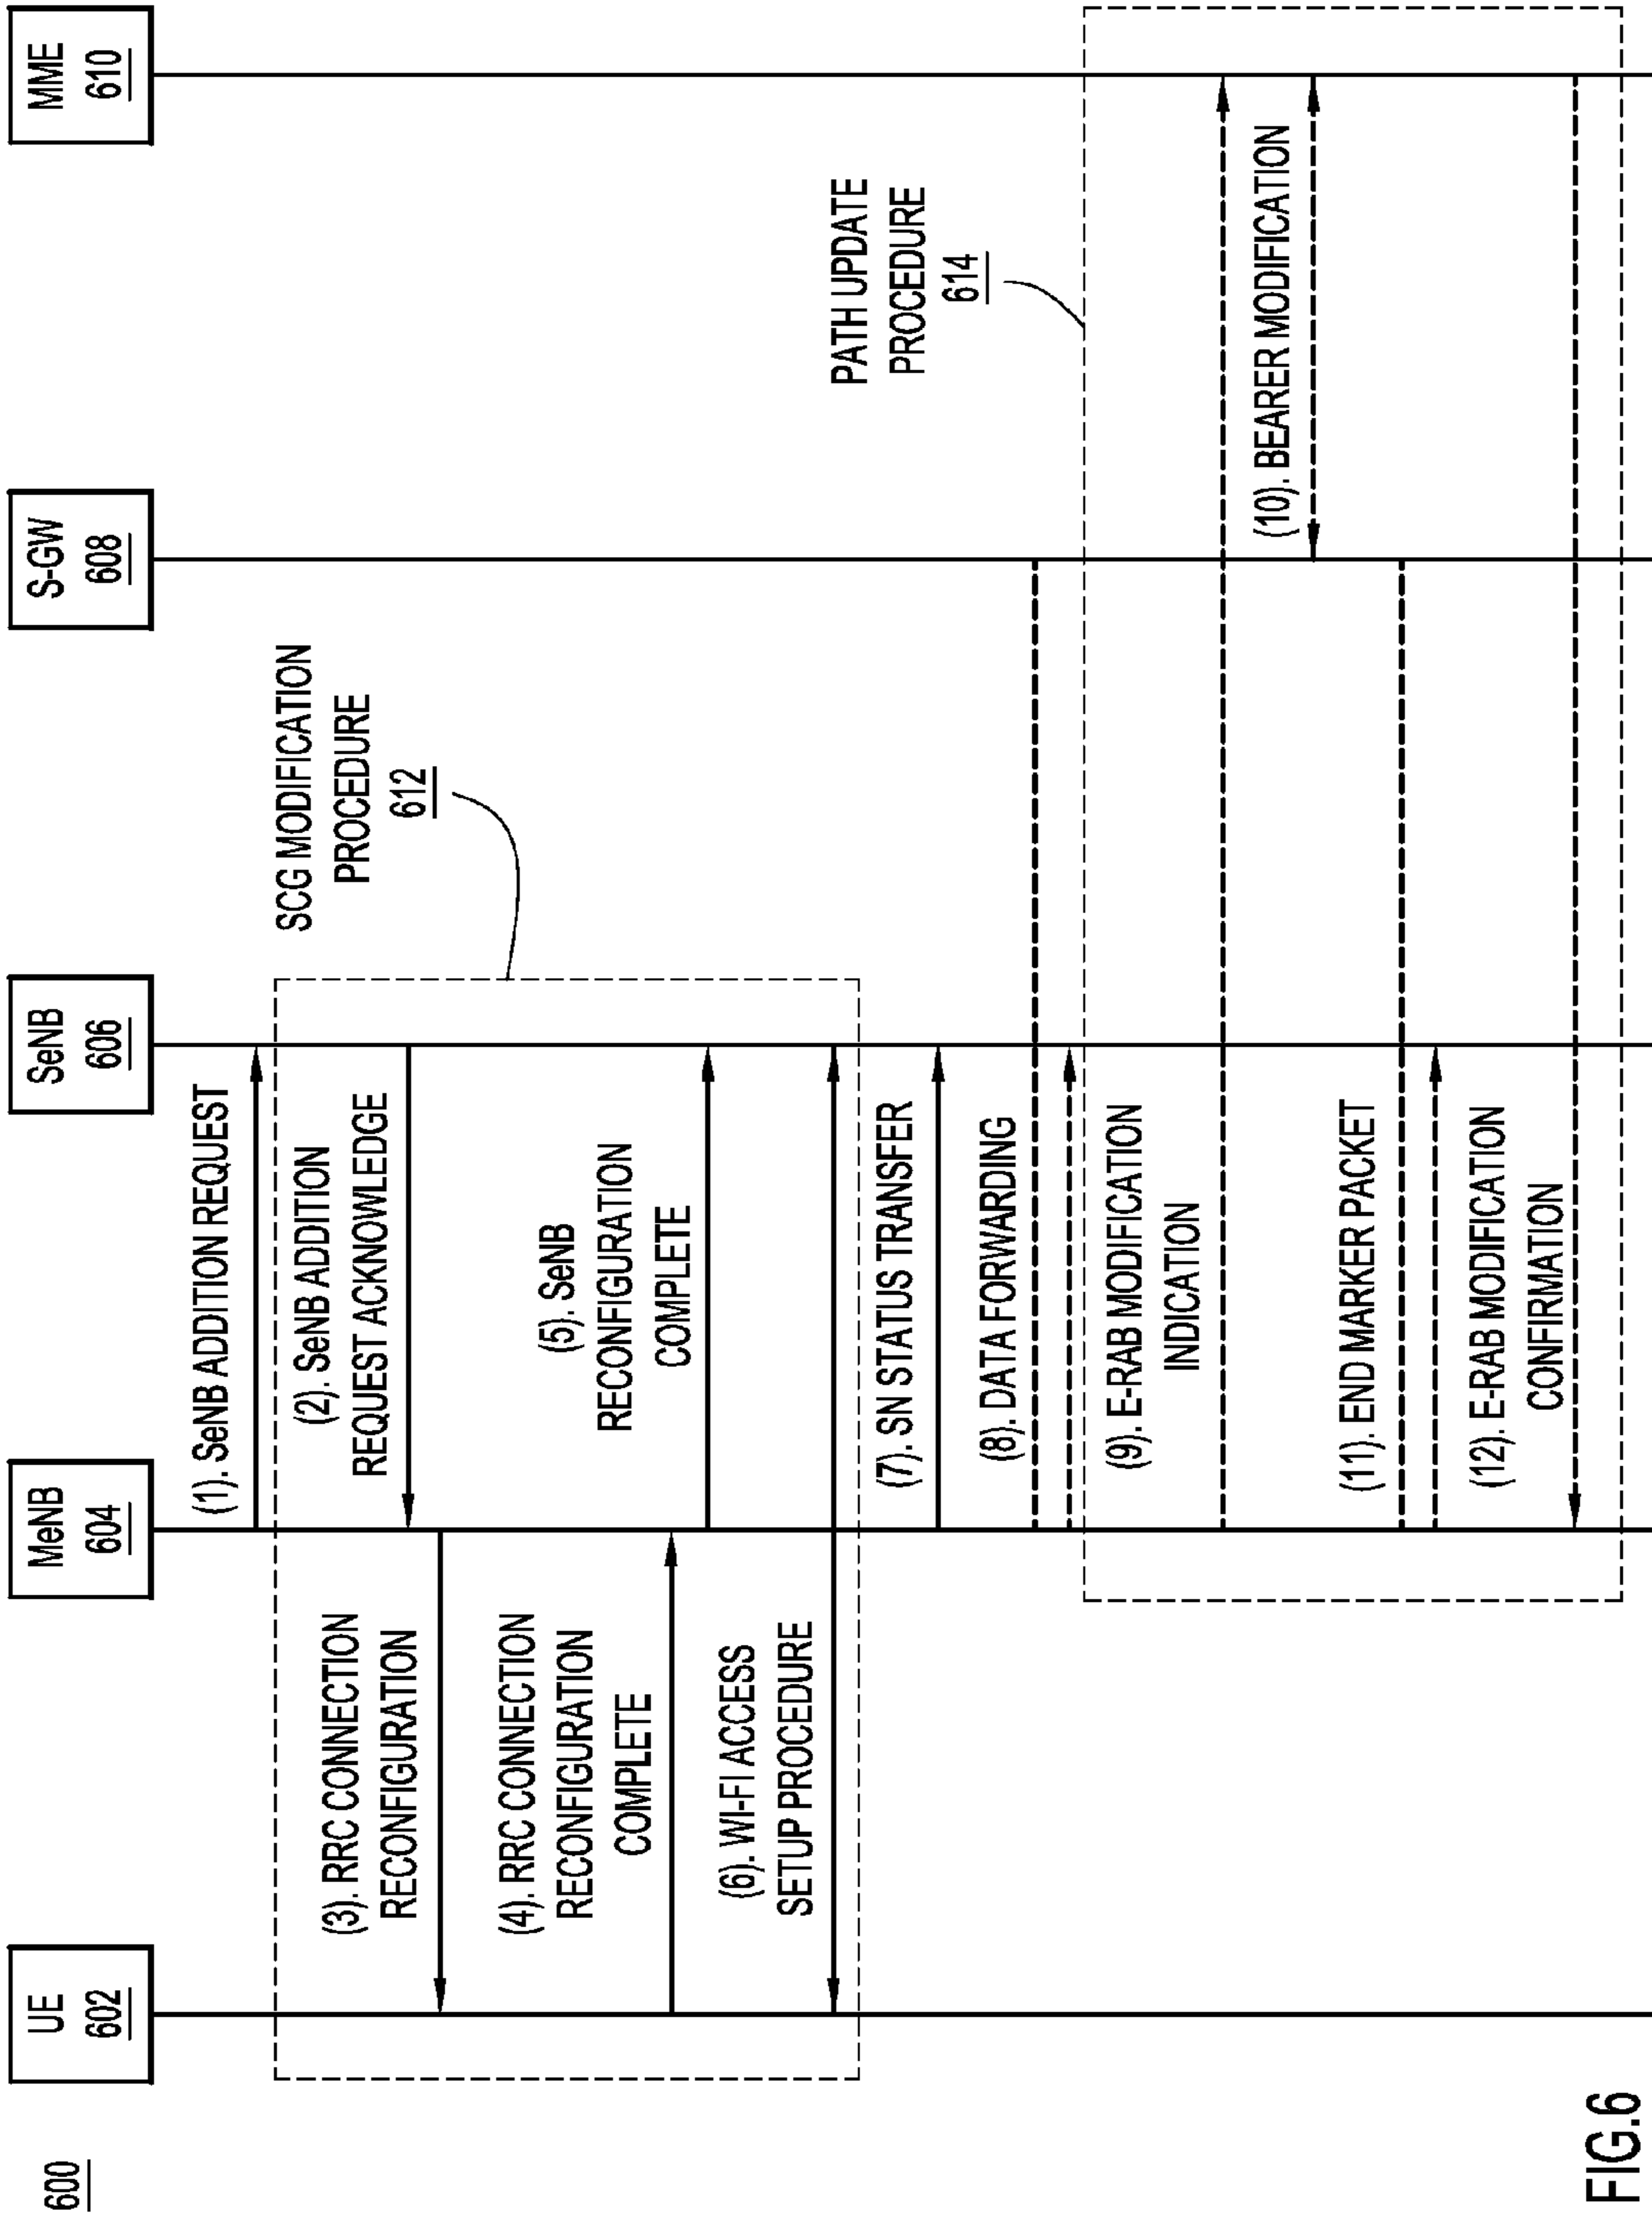 600
UE
602
MeNB
604
SeNB
606
S-GW
608
MME
610
(1). SeNB ADDITION REQUEST
(2). SeNB ADDITION
REQUEST ACKNOWLEDGE
SCG MODIFICATION
PROCEDURE
612
(3). RRC CONNECTION
RECONFIGURATION
(4). RRC CONNECTION
RECONFIGURATION
COMPLETE
(5). SeNB
RECONFIGURATION
COMPLETE
(6). WI-FI ACCESS
SETUP PROCEDURE
(7). SN STATUS TRANSFER
(8). DATA FORWARDING
PATH UPDATE
PROCEDURE
614
(9). E-RAB MODIFICATION
INDICATION
(10). BEARER MODIFICATION
(11). END MARKER PACKET
(12). E-RAB MODIFICATION
CONFIRMATION
FIG.6